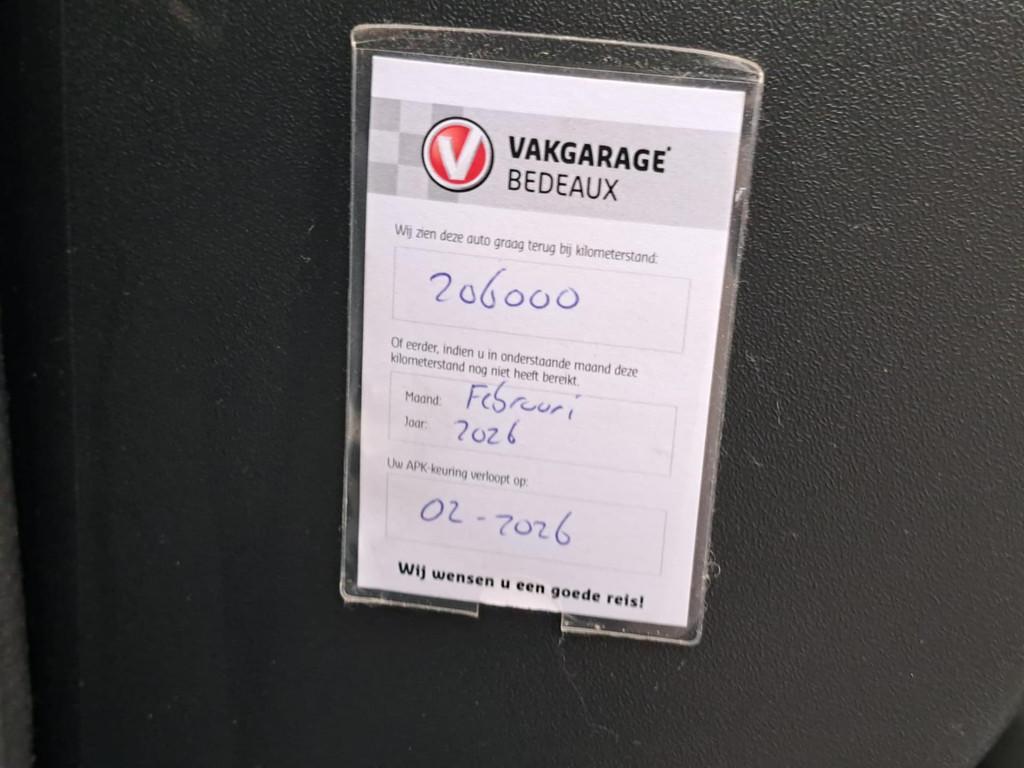 VAKGARAGE
BEDEAUX
Wij zien deze auto graag terug bij kilometerstand:
206000
Of eerder, indien u in onderstaande maand deze
kilometerstand nog niet heeft bereikt.
Maand: Februari
Jaar: 2026
Uw APK-keuring verloopt op:
02-2026
Wij wensen u een goede reis!